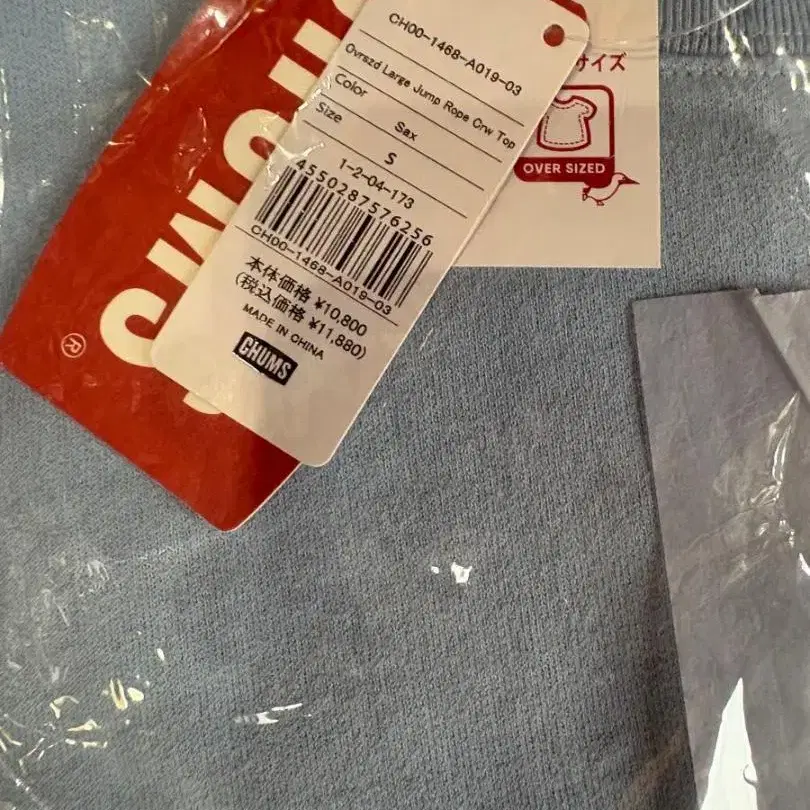 CHUMS
®
CH00-1468-A019-03
Ovrszd Large Jump Rope Crw Top
Color Sax
Size S
1-2-04-173
4550287576256
CH00-1468-A019-03
本体価格 ¥10,800
(税込価格 ¥11,880)
MADE IN CHINA
CHUMS
サイズ
OVER SIZED